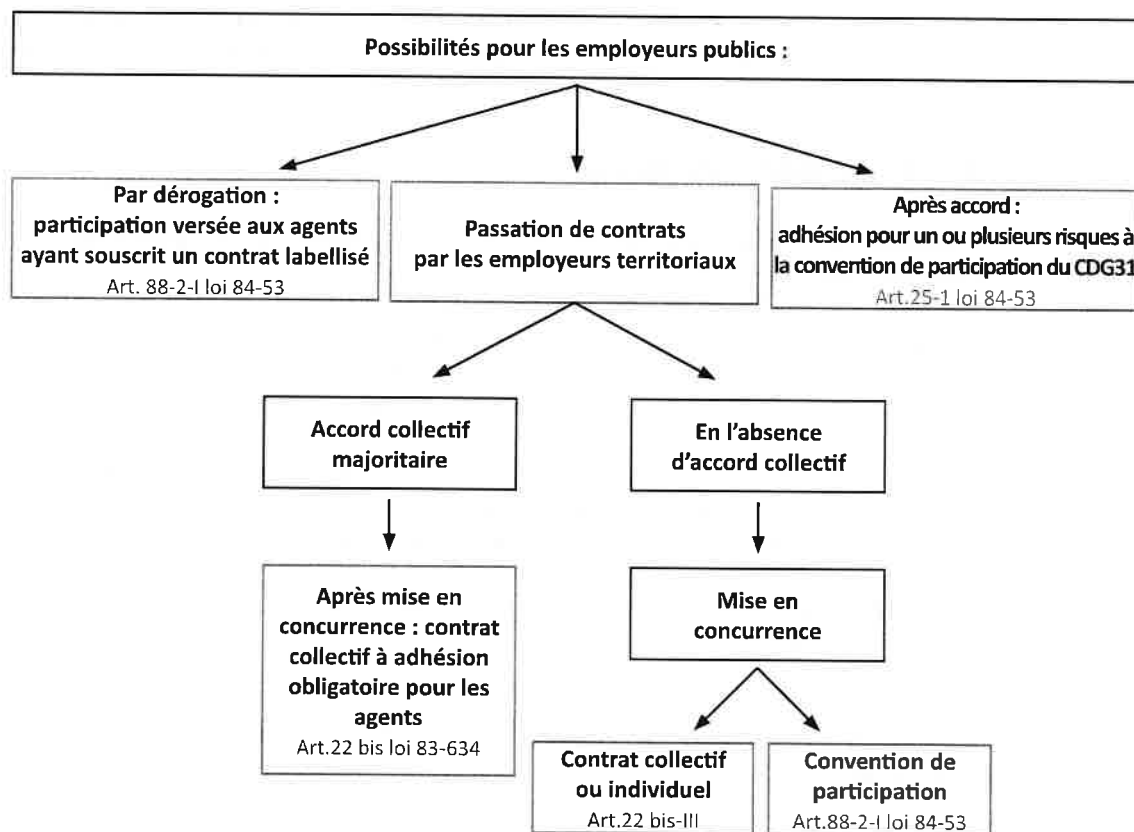 Possibilités pour les employeurs publics :
Par dérogation :
participation versée aux agents
ayant souscrit un contrat labellisé
Art. 88-2-I loi 84-53
Passation de contrats
par les employeurs territoriaux
Après accord :
adhésion pour un ou plusieurs risques à
la convention de participation du CDG31
Art.25-1 loi 84-53
Accord collectif
majoritaire
En l'absence
d'accord collectif
Après mise en
concurrence : contrat
collectif à adhésion
obligatoire pour les
agents
Art.22 bis loi 83-634
Mise en
concurrence
Contrat collectif
ou individuel
Art.22 bis-III
Convention de
participation
Art.88-2-I loi 84-53